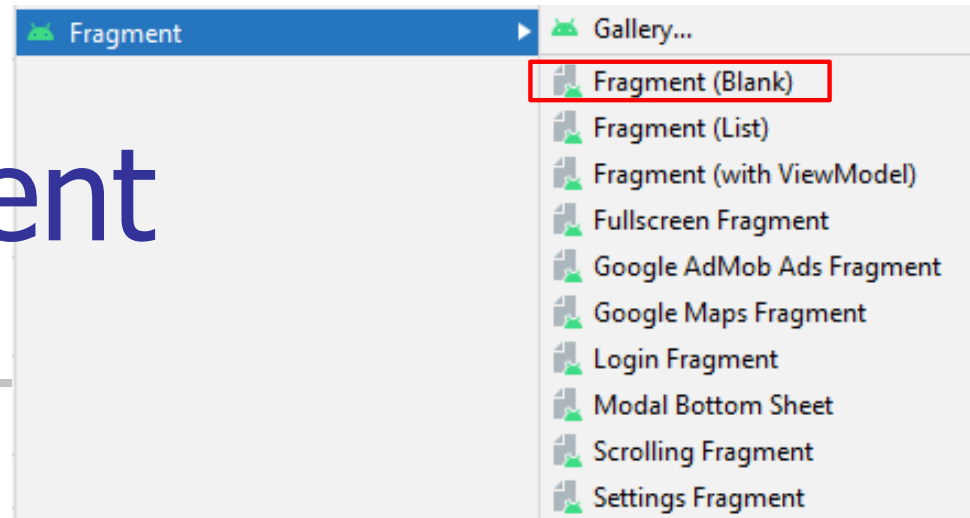 Fragment
Gallery...
Fragment (Blank)
Fragment (List)
ent
Fragment (with ViewModel)
Fullscreen Fragment
Google AdMob Ads Fragment
Google Maps Fragment
Login Fragment
Modal Bottom Sheet
Scrolling Fragment
Settings Fragment